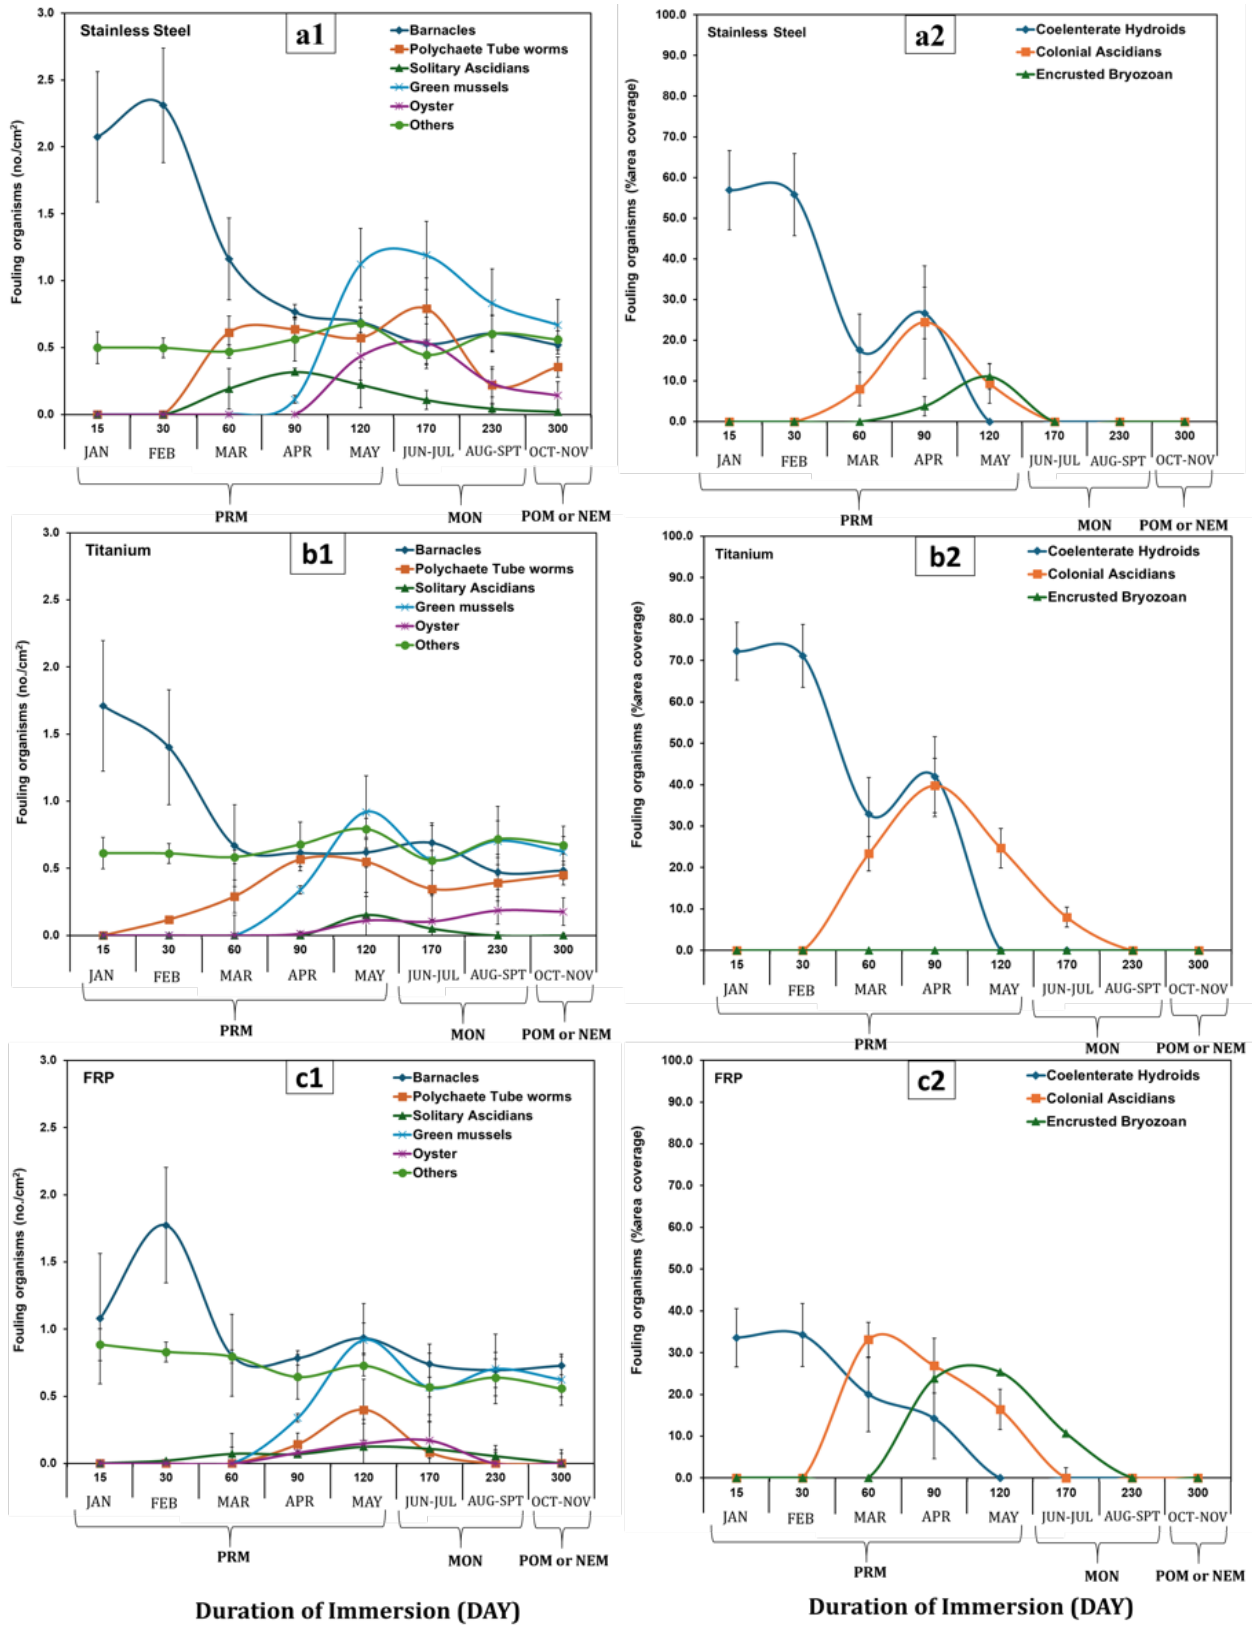 Stainless Steel
a1
Barnacles
Polychaete Tube worms
Solitary Ascidians
Green mussels
Oyster
Others
Fouling organisms (no./cm²)
3.0
2.5
2.0
1.5
1.0
0.5
0.0
15 30 60 90 120 170 230 300
JAN FEB MAR APR MAY JUN-JUL AUG-SPT OCT-NOV
PRM MON POM or NEM
Stainless Steel
a2
Coelenterate Hydroids
Colonial Ascidians
Encrusted Bryozoan
Fouling organisms (%area coverage)
100.0
90.0
80.0
70.0
60.0
50.0
40.0
30.0
20.0
10.0
0.0
15 30 60 90 120 170 230 300
JAN FEB MAR APR MAY JUN-JUL AUG-SPT OCT-NOV
PRM MON POM or NEM
Titanium
b1
Barnacles
Polychaete Tube worms
Solitary Ascidians
Green mussels
Oyster
Others
Fouling organisms (no./cm²)
3.0
2.5
2.0
1.5
1.0
0.5
0.0
15 30 60 90 120 170 230 300
JAN FEB MAR APR MAY JUN-JUL AUG-SPT OCT-NOV
PRM MON POM or NEM
Titanium
b2
Coelenterate Hydroids
Colonial Ascidians
Encrusted Bryozoan
Fouling organisms (%area coverage)
100.0
90.0
80.0
70.0
60.0
50.0
40.0
30.0
20.0
10.0
0.0
15 30 60 90 120 170 230 300
JAN FEB MAR APR MAY JUN-JUL AUG-SPT OCT-NOV
PRM MON POM or NEM
FRP
c1
Barnacles
Polychaete Tube worms
Solitary Ascidians
Green mussels
Oyster
Others
Fouling organisms (no./cm²)
3.0
2.5
2.0
1.5
1.0
0.5
0.0
15 30 60 90 120 170 230 300
JAN FEB MAR APR MAY JUN-JUL AUG-SPT OCT-NOV
PRM MON POM or NEM
Duration of Immersion (DAY)
FRP
c2
Coelenterate Hydroids
Colonial Ascidians
Encrusted Bryozoan
Fouling organisms (%area coverage)
100.0
90.0
80.0
70.0
60.0
50.0
40.0
30.0
20.0
10.0
0.0
15 30 60 90 120 170 230 300
JAN FEB MAR APR MAY JUN-JUL AUG-SPT OCT-NOV
PRM MON POM or NEM
Duration of Immersion (DAY)